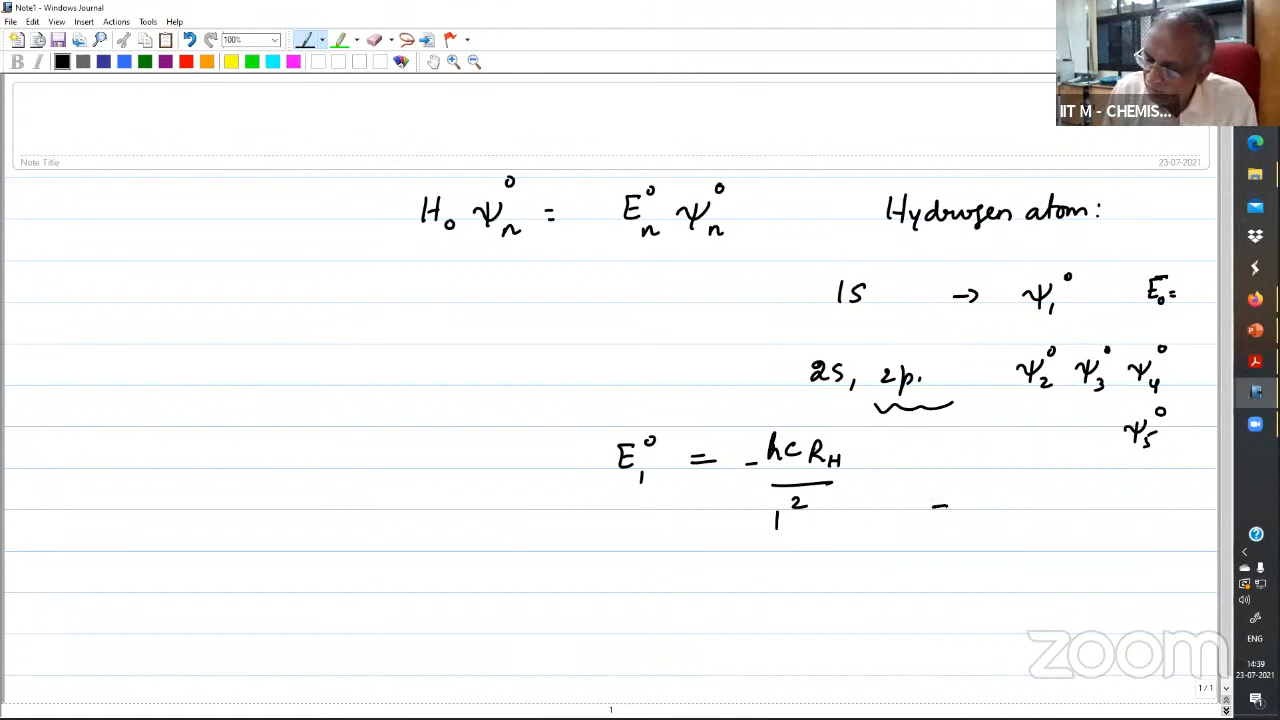 Note1 - Windows Journal
File Edit View Insert Actions Tools Help
100%
B I
IIT M - CHEMIS...
Note Title
23-07-2021
H₀ ψₙ⁰ = Eₙ⁰ ψₙ⁰ Hydrogen atom:
1S → ψ₁⁰ E₀=
2S, 2p. ψ₂⁰ ψ₃⁰ ψ₄⁰
ψ₅⁰
E₁⁰ = -hcR_H
1² -
zoom
ENG
14:39
23-07-2021
1/1
1